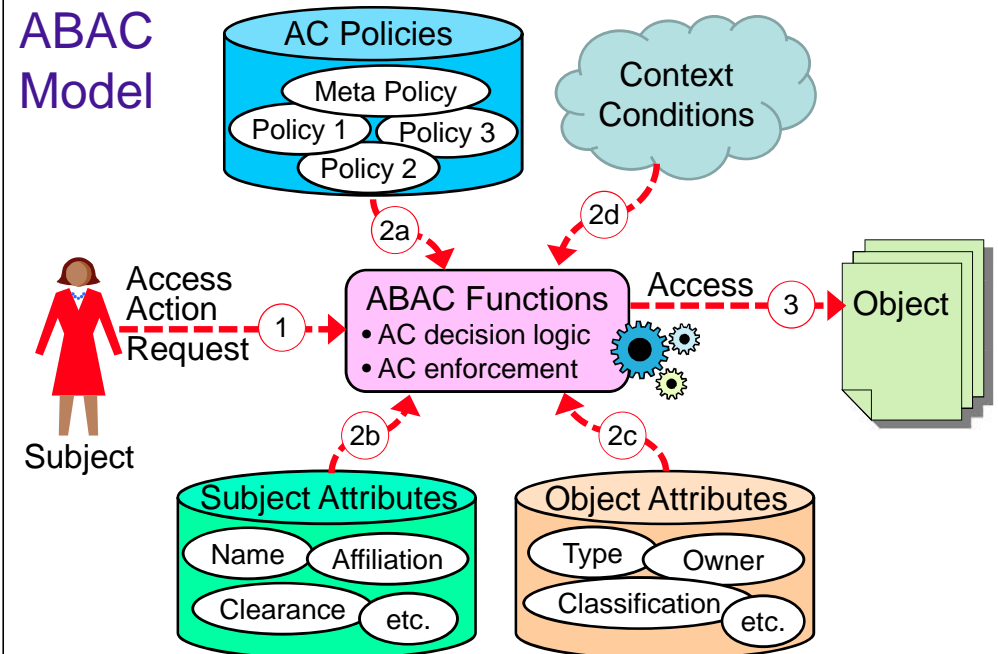 ABAC
Model
AC Policies
Meta Policy
Policy 1
Policy 3
Policy 2
Context
Conditions
2a
2d
Access
Action
Request
1
Subject
ABAC Functions
• AC decision logic
• AC enforcement
Access
3
Object
2b
2c
Subject Attributes
Name
Affiliation
Clearance
etc.
Object Attributes
Type
Owner
Classification
etc.